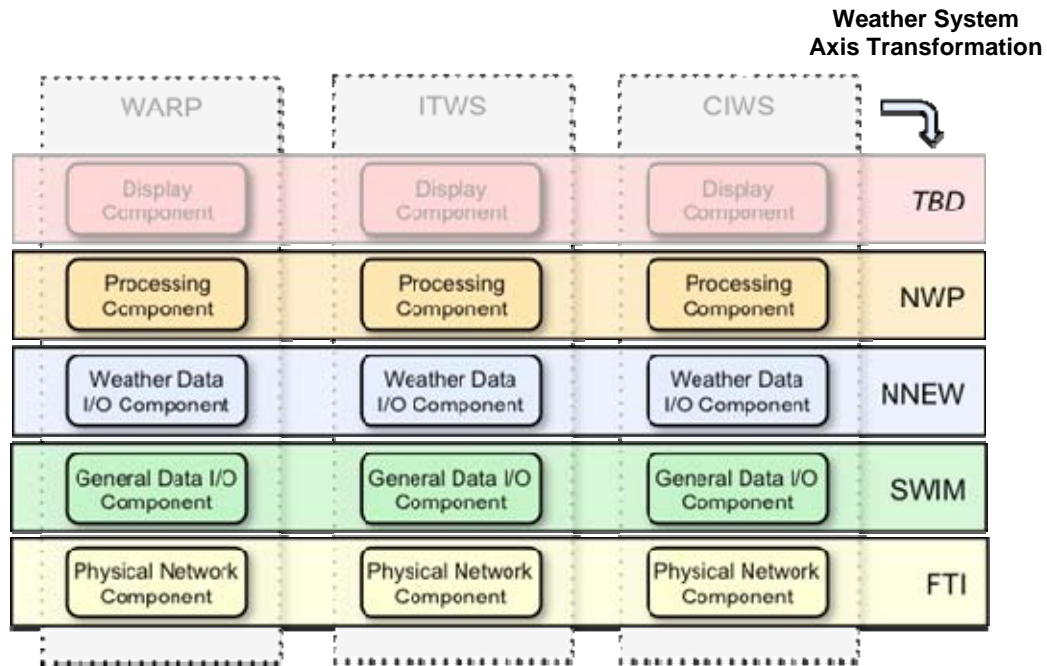 Weather System
Axis Transformation
WARP
ITWS
CIWS
Display
Component
Display
Component
Display
Component
TBD
Processing
Component
Processing
Component
Processing
Component
NWP
Weather Data
I/O Component
Weather Data
I/O Component
Weather Data
I/O Component
NNEW
General Data I/O
Component
General Data I/O
Component
General Data I/O
Component
SWIM
Physical Network
Component
Physical Network
Component
Physical Network
Component
FTI